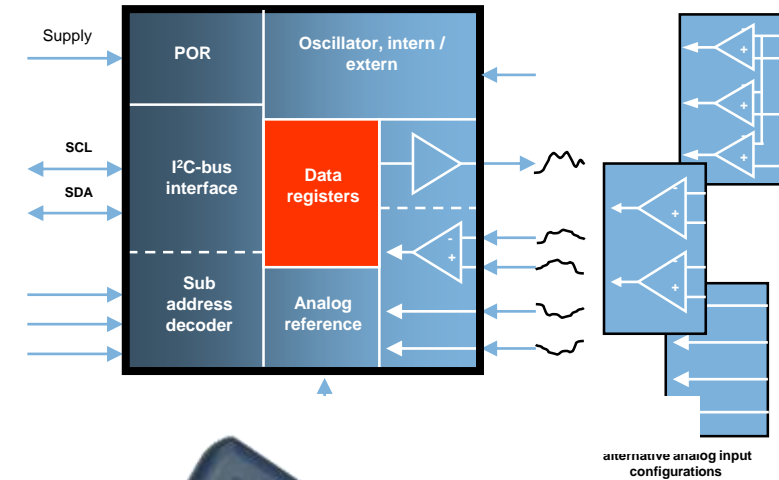 Supply
POR
Oscillator, intern /
extern
SCL
SDA
I²C-bus
interface
Data
registers
Sub
address
decoder
Analog
reference
-
+
-
+
-
+
-
+
-
+
-
+
alternative analog input
configurations